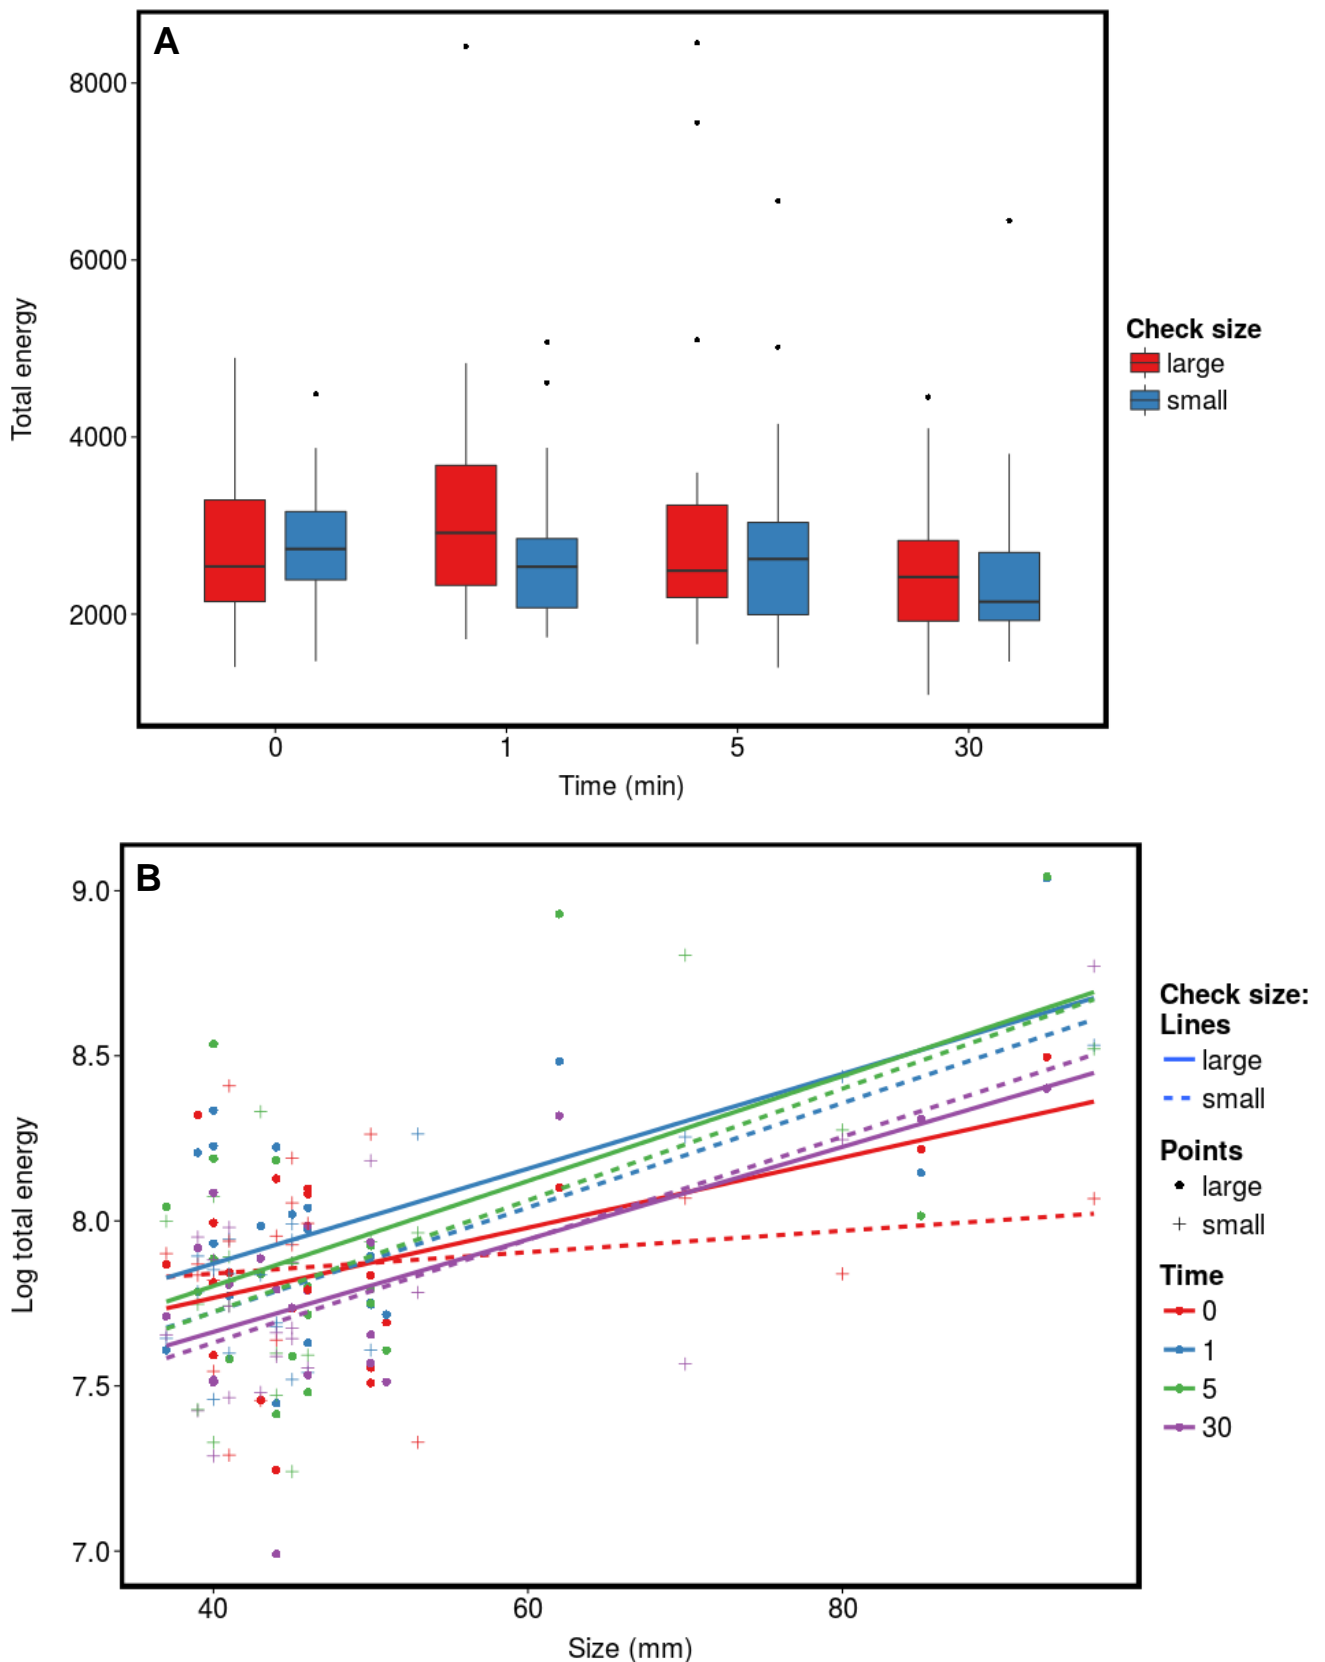 A
8000
6000
4000
2000
Total energy
0 1 5 30
Time (min)
Check size
large
small
B
9.0
8.5
8.0
7.5
7.0
Log total energy
40 60 80
Size (mm)
Check size:
Lines
large
small
Points
large
small
Time
0
1
5
30